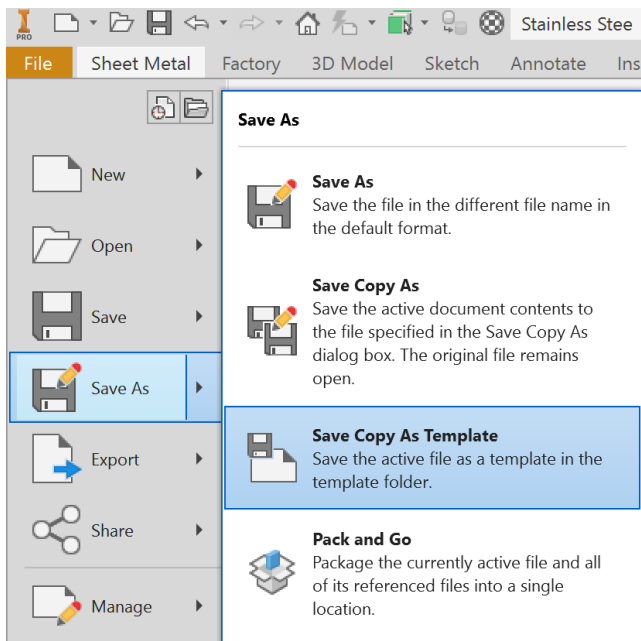 I
PRO
Stainless Stee
File
Sheet Metal
Factory
3D Model
Sketch
Annotate
Ins
Save As
New
Open
Save
Save As
Export
Share
Manage
Save As
Save the file in the different file name in
the default format.
Save Copy As
Save the active document contents to
the file specified in the Save Copy As
dialog box. The original file remains
open.
Save Copy As Template
Save the active file as a template in the
template folder.
Pack and Go
Package the currently active file and all
of its referenced files into a single
location.